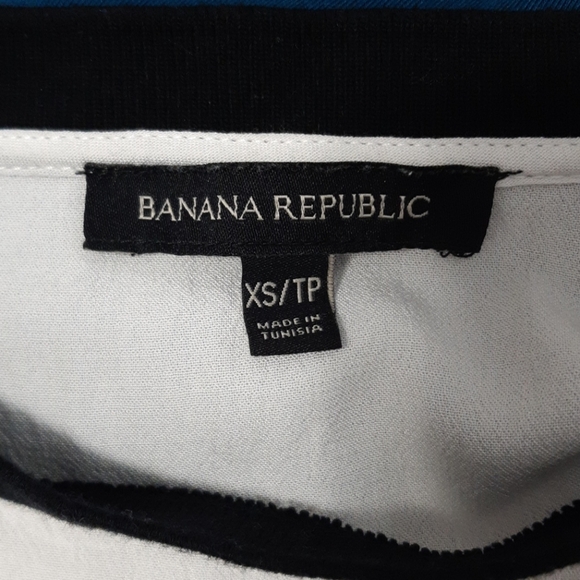 BANANA REPUBLIC
XS/TP
MADE IN
TUNISIA